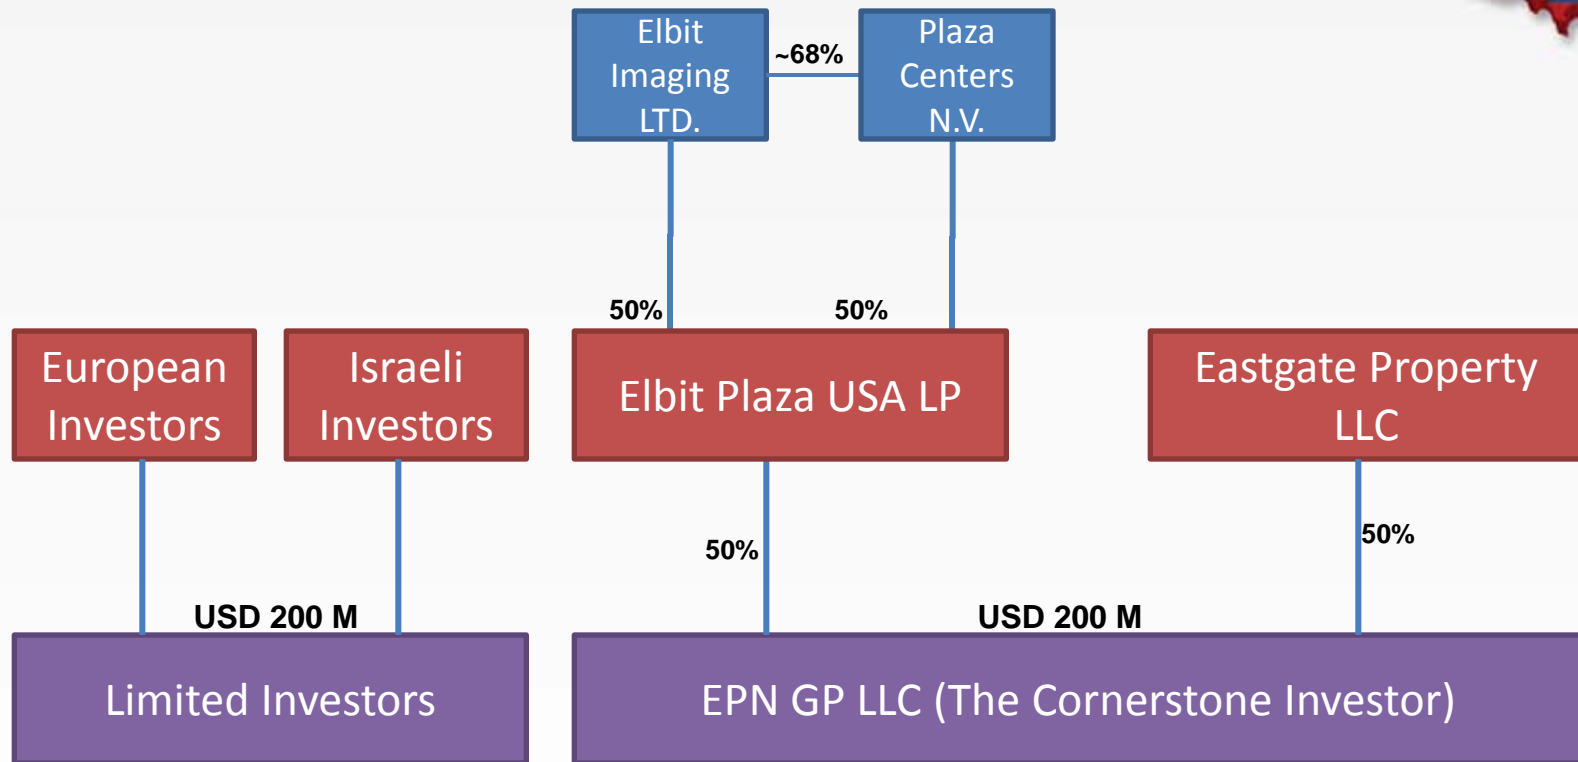 Elbit
Imaging
LTD.
~68%
Plaza
Centers
N.V.
50%
50%
European
Investors
Israeli
Investors
Elbit Plaza USA LP
Eastgate Property
LLC
50%
50%
USD 200 M
USD 200 M
Limited Investors
EPN GP LLC (The Cornerstone Investor)